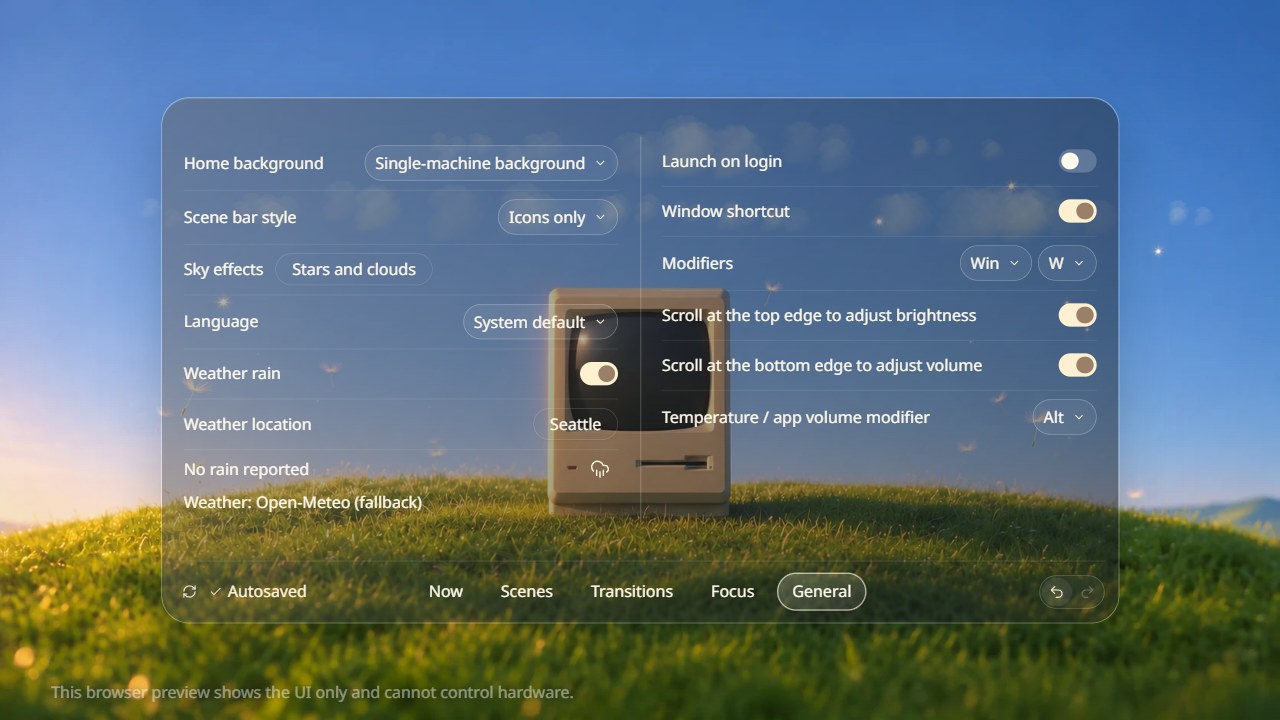 Home background
Single-machine background
Scene bar style
Icons only
Sky effects
Stars and clouds
Language
System default
Weather rain
Weather location
Seattle
No rain reported
Weather: Open-Meteo (fallback)
Launch on login
Window shortcut
Modifiers
Win
W
Scroll at the top edge to adjust brightness
Scroll at the bottom edge to adjust volume
Temperature / app volume modifier
Alt
Autosaved
Now
Scenes
Transitions
Focus
General
This browser preview shows the UI only and cannot control hardware.